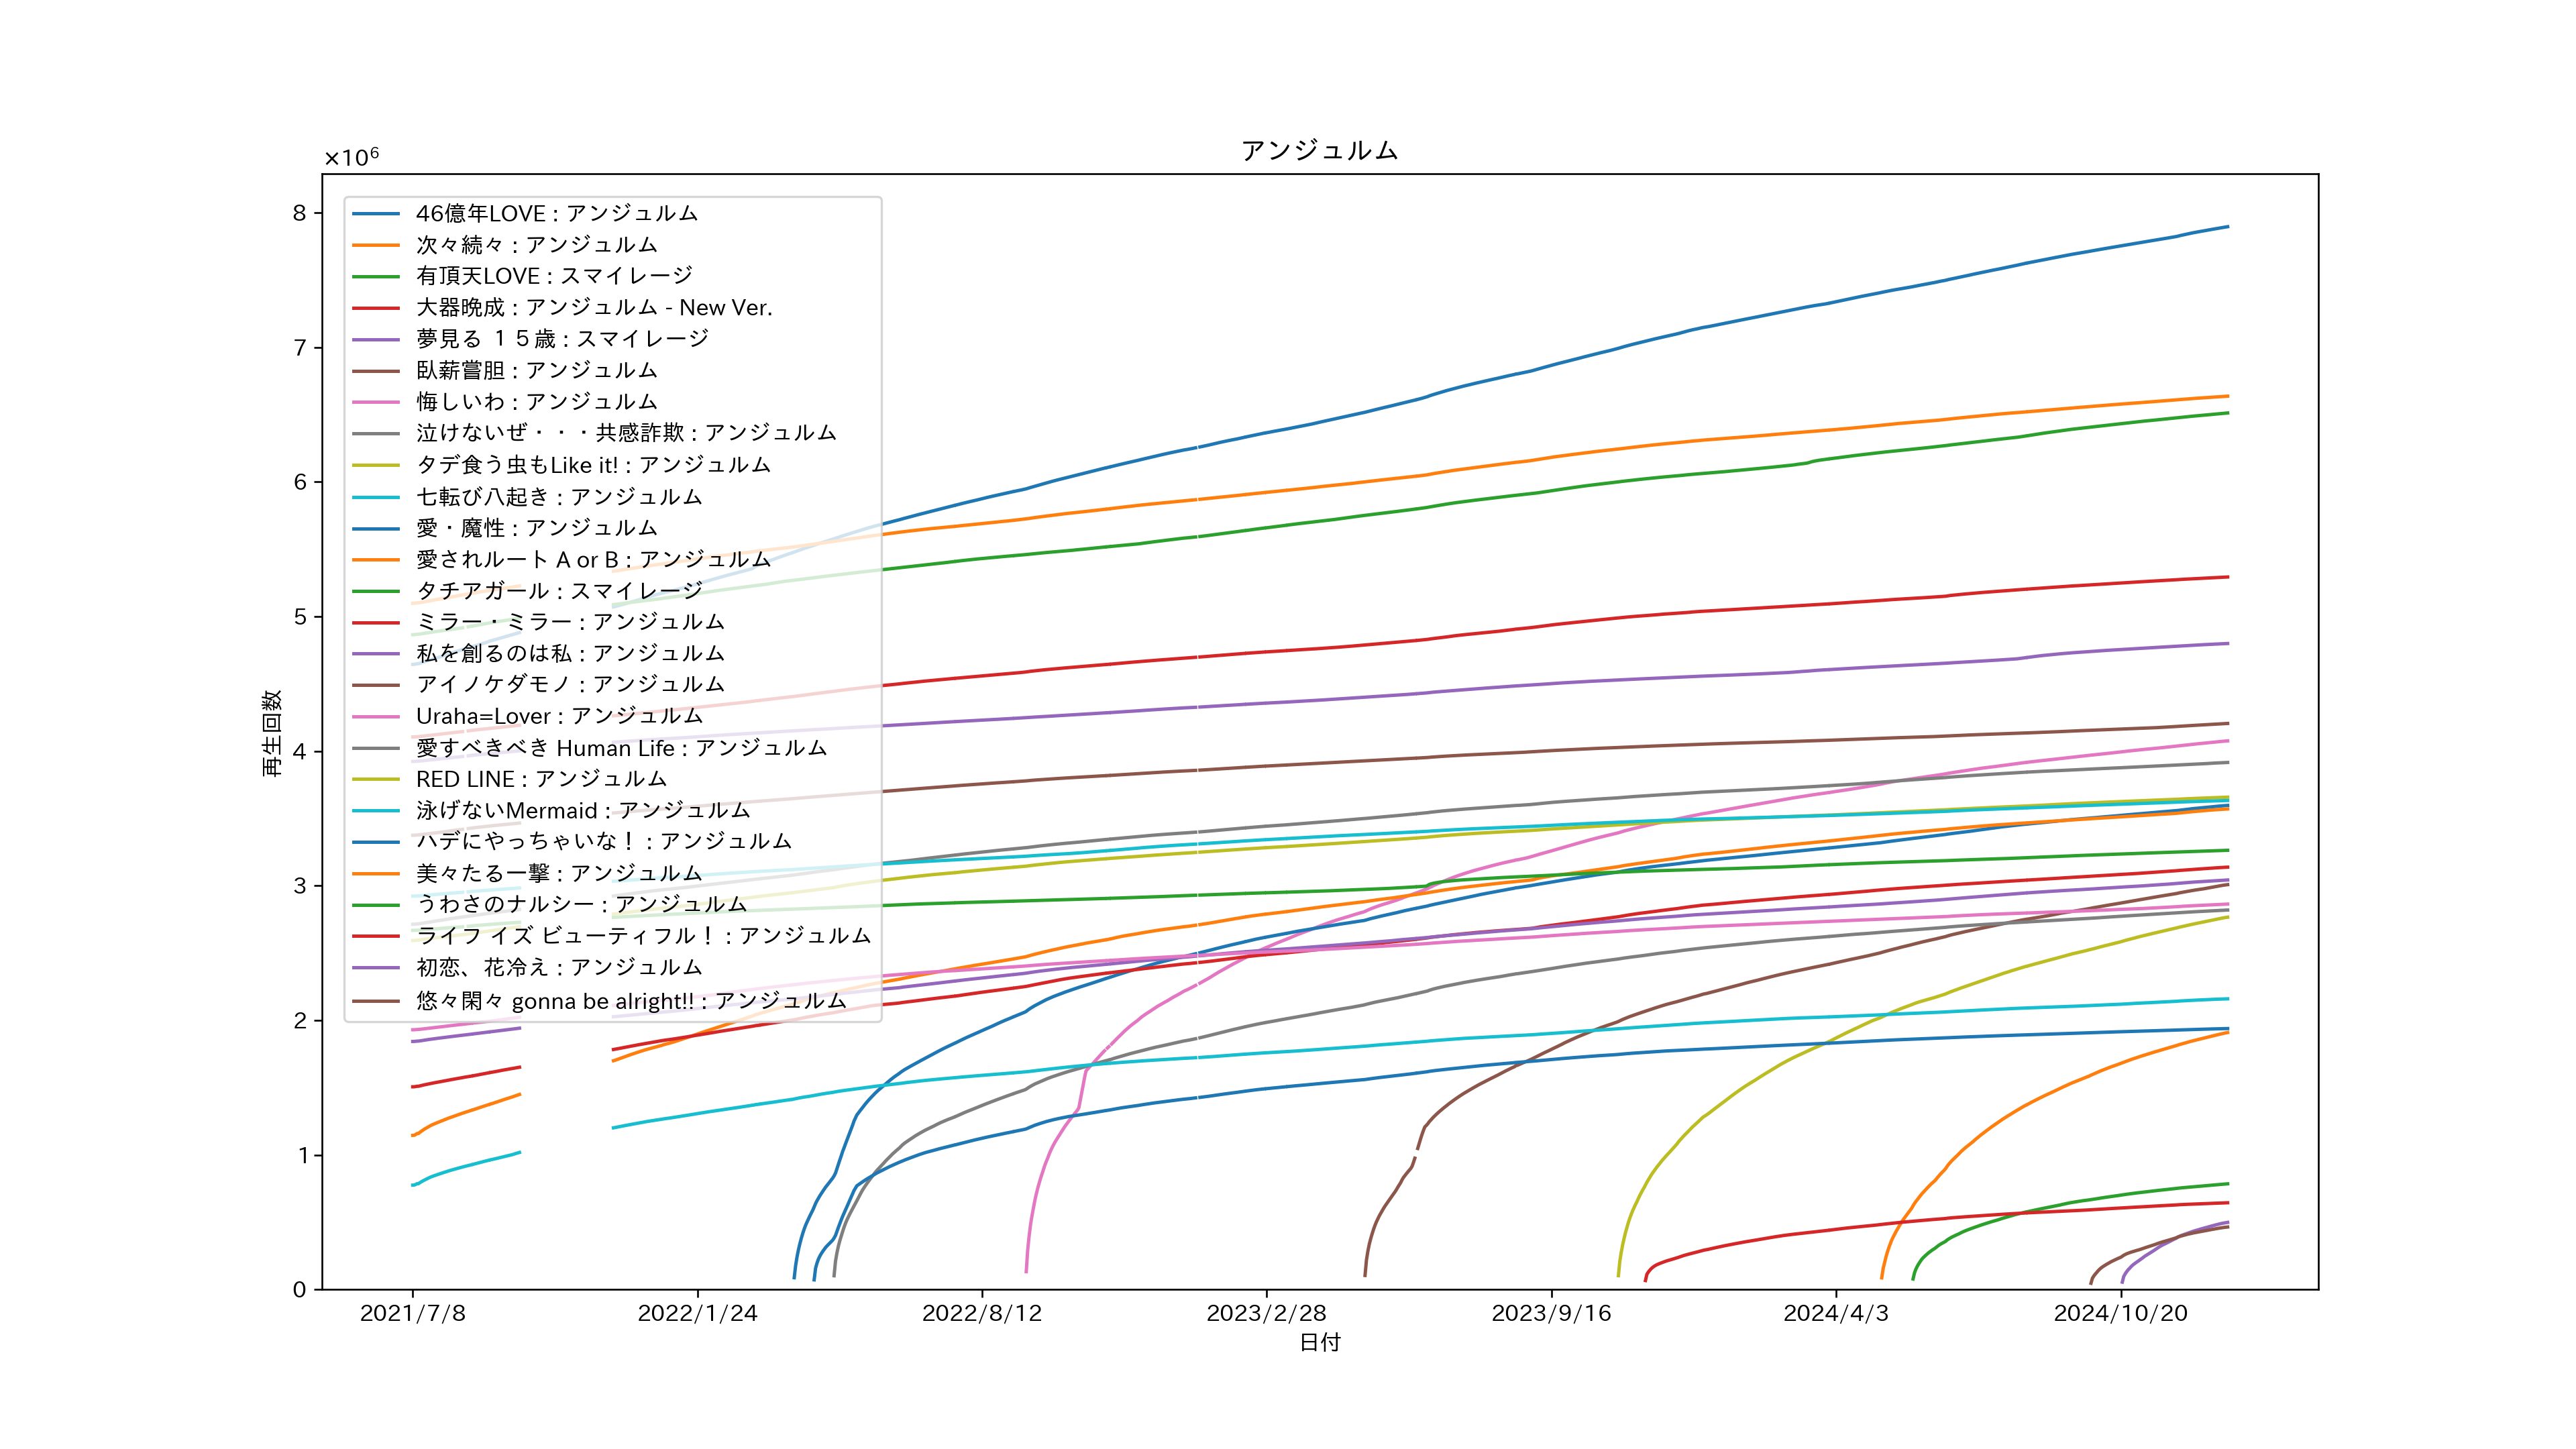 アンジュルム
×10⁶
8
7
6
5
4
3
2
1
0
再生回数
46億年LOVE : アンジュルム
次々続々 : アンジュルム
有頂天LOVE : スマイレージ
大器晩成 : アンジュルム - New Ver.
夢見る １５歳 : スマイレージ
臥薪嘗胆 : アンジュルム
悔しいわ : アンジュルム
泣けないぜ・・・共感詐欺 : アンジュルム
タデ食う虫もLike it! : アンジュルム
七転び八起き : アンジュルム
愛・魔性 : アンジュルム
愛されルート A or B : アンジュルム
タチアガール : スマイレージ
ミラー・ミラー : アンジュルム
私を創るのは私 : アンジュルム
アイノケダモノ : アンジュルム
Uraha=Lover : アンジュルム
愛すべきべき Human Life : アンジュルム
RED LINE : アンジュルム
泳げないMermaid : アンジュルム
ハデにやっちゃいな！ : アンジュルム
美々たる一撃 : アンジュルム
うわさのナルシー : アンジュルム
ライフ イズ ビューティフル！ : アンジュルム
初恋、花冷え : アンジュルム
悠々閑々 gonna be alright!! : アンジュルム
2021/7/8 2022/1/24 2022/8/12 2023/2/28 2023/9/16 2024/4/3 2024/10/20
日付